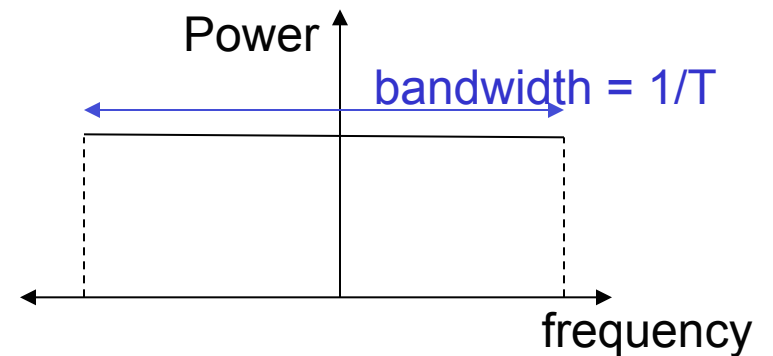 Power
bandwidth = 1/T
frequency